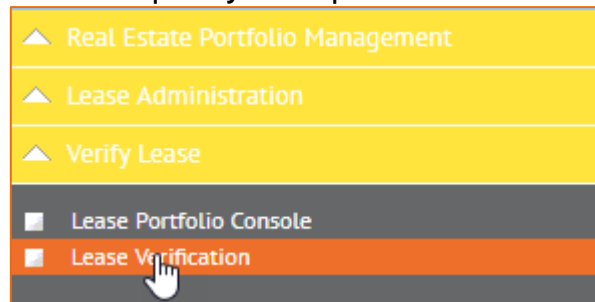 Real Estate Portfolio Management
Lease Administration
Verify Lease
Lease Portfolio Console
Lease Verification